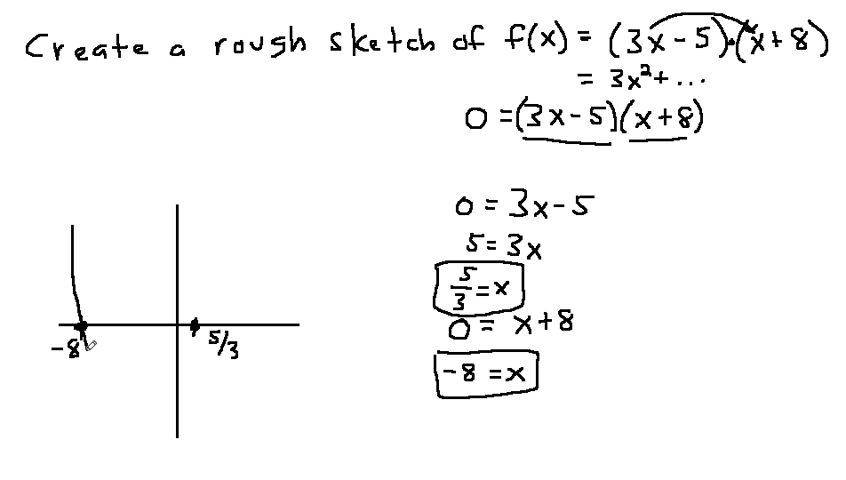 Create a rough sketch of f(x) = (3x - 5)·(x + 8)
= 3x² + ...
0 = (3x - 5)(x + 8)
0 = 3x - 5
5 = 3x
5/3 = x
0 = x + 8
-8 = x
-8
5/3